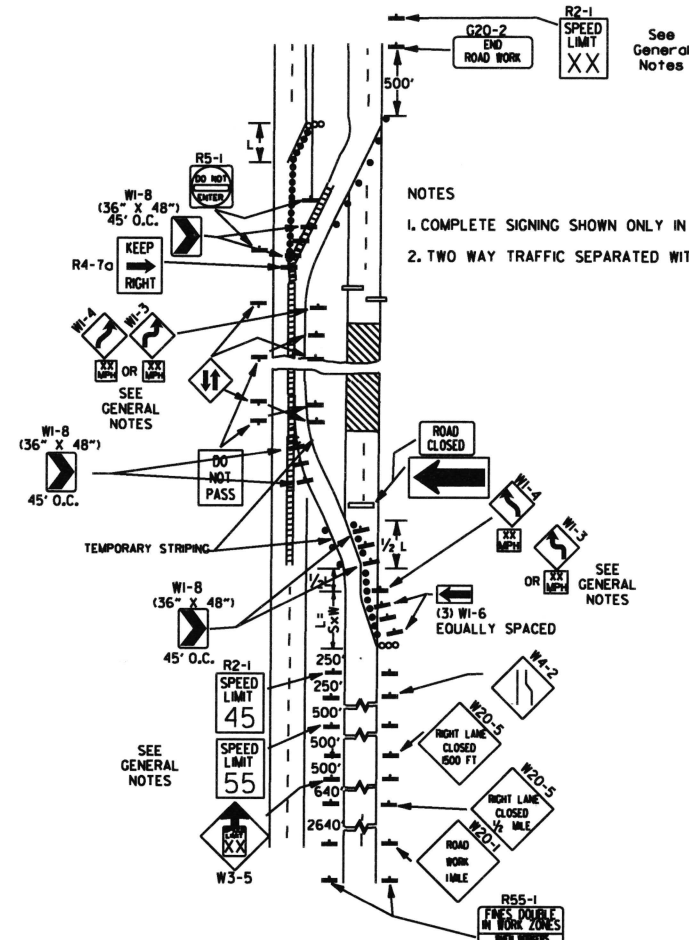 R2-1
SPEED
LIMIT
XX
See
General
Notes
G20-2
END
ROAD WORK
500'
L
R5-1
DO NOT
ENTER
W1-8
(36" X 48")
45' O.C.
KEEP
RIGHT
R4-7a
NOTES
1. COMPLETE SIGNING SHOWN ONLY IN
2. TWO WAY TRAFFIC SEPARATED WIT
W1-4
W1-3
XX
MPH
OR
XX
MPH
SEE
GENERAL
NOTES
W1-8
(36" X 48")
45' O.C.
DO
NOT
PASS
ROAD
CLOSED
W1-4
XX
MPH
W1-3
OR
XX
MPH
SEE
GENERAL
NOTES
TEMPORARY STRIPING
½ L
½L
L=
SxW
W1-8
(36" X 48")
45' O.C.
(3) W1-6
EQUALLY SPACED
R2-1
SPEED
LIMIT
45
250'
250'
W4-2
500'
SEE
GENERAL
NOTES
SPEED
LIMIT
55
500'
W20-5
RIGHT LANE
CLOSED
1500 FT
500'
640'
W20-5
RIGHT LANE
CLOSED
½ MILE
XX
W3-5
2640'
W20-1
ROAD
WORK
1 MILE
R55-1
FINES DOUBLE
IN WORK ZONES